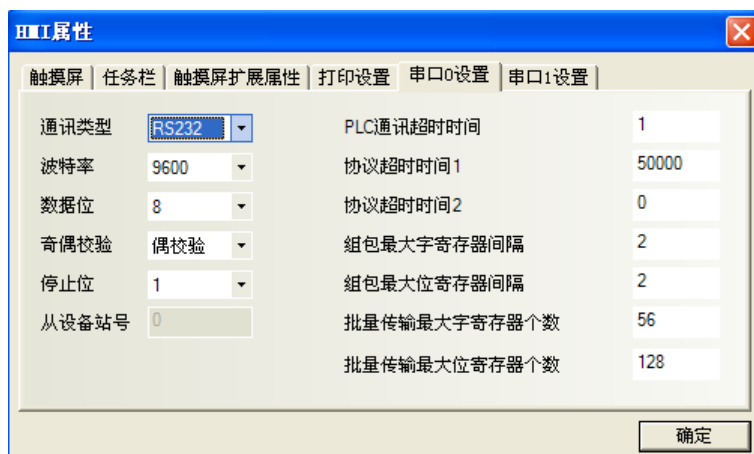 HMI属性
触摸屏 任务栏 触摸屏扩展属性 打印设置 串口0设置 串口1设置
通讯类型 RS232 PLC通讯超时时间 1
波特率 9600 协议超时时间1 50000
数据位 8 协议超时时间2 0
奇偶校验 偶校验 组包最大字寄存器间隔 2
停止位 1 组包最大位寄存器间隔 2
从设备站号 0 批量传输最大字寄存器个数 56
批量传输最大位寄存器个数 128
确定